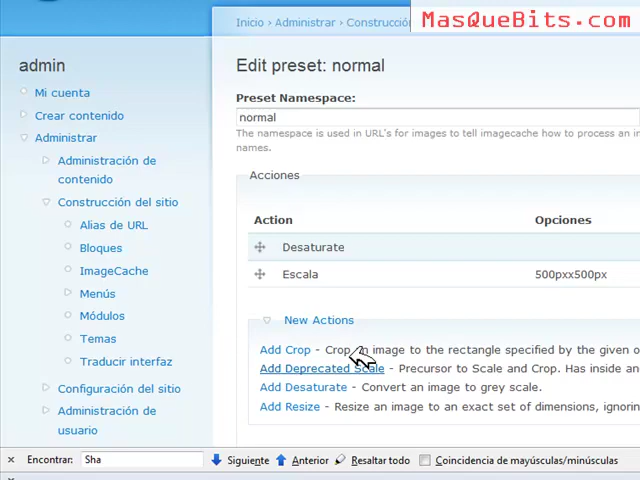 Inicio › Administrar › Construcción
MasQueBits.com
admin
Mi cuenta
Crear contenido
Administrar
Administración de
contenido
Construcción del sitio
Alias de URL
Bloques
ImageCache
Menús
Módulos
Temas
Traducir interfaz
Configuración del sitio
Administración de
usuario
Edit preset: normal
Preset Namespace:
normal
The namespace is used in URL's for images to tell imagecache how to process an
names.
Acciones
Action Opciones
Desaturate
Escala 500pxx500px
New Actions
Add Crop - Crop an image to the rectangle specified by the given
Add Deprecated Scale - Precursor to Scale and Crop. Has inside
Add Desaturate - Convert an image to grey scale.
Add Resize - Resize an image to an exact set of dimensions,
Encontrar: Sha Siguiente Anterior Resaltar todo Coincidencia de mayúsculas/minúsculas